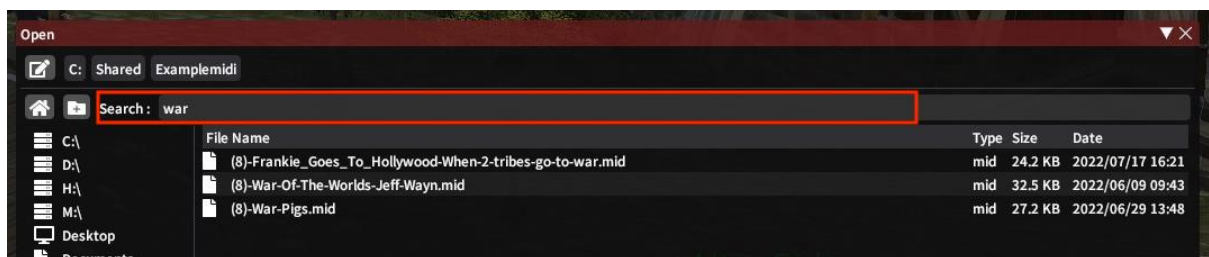 Open
C: Shared Examplemidi
Search : war
File Name Type Size Date
(8)-Frankie_Goes_To_Hollywood-When-2-tribes-go-to-war.mid mid 24.2 KB 2022/07/17 16:21
(8)-War-Of-The-Worlds-Jeff-Wayn.mid mid 32.5 KB 2022/06/09 09:43
(8)-War-Pigs.mid mid 27.2 KB 2022/06/29 13:48
C:\
D:\
H:\
M:\
Desktop